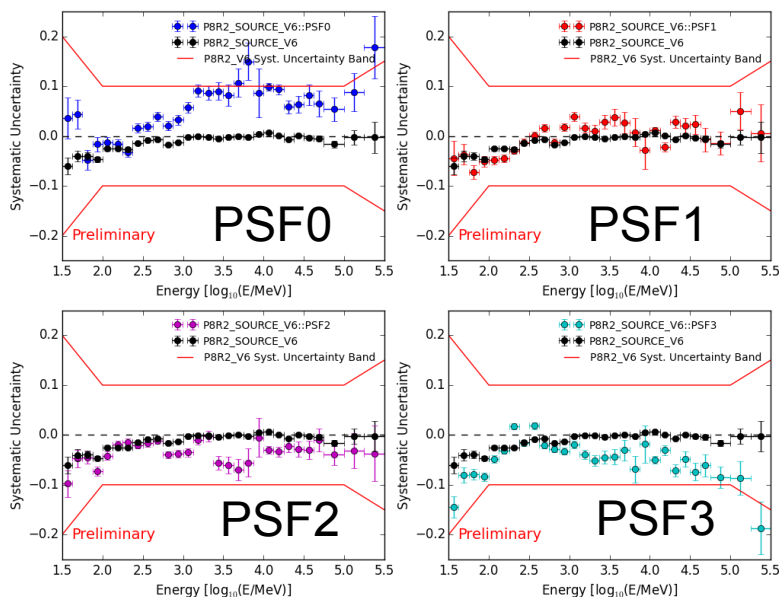 P8R2_SOURCE_V6::PSF0
P8R2_SOURCE_V6
P8R2_V6 Syst. Uncertainty Band
Systematic Uncertainty
0.2
0.1
0.0
−0.1
−0.2
Preliminary
PSF0
1.5 2.0 2.5 3.0 3.5 4.0 4.5 5.0 5.5
Energy [log10(E/MeV)]
P8R2_SOURCE_V6::PSF1
P8R2_SOURCE_V6
P8R2_V6 Syst. Uncertainty Band
Systematic Uncertainty
0.2
0.1
0.0
−0.1
−0.2
Preliminary
PSF1
1.5 2.0 2.5 3.0 3.5 4.0 4.5 5.0 5.5
Energy [log10(E/MeV)]
P8R2_SOURCE_V6::PSF2
P8R2_SOURCE_V6
P8R2_V6 Syst. Uncertainty Band
Systematic Uncertainty
0.2
0.1
0.0
−0.1
−0.2
Preliminary
PSF2
1.5 2.0 2.5 3.0 3.5 4.0 4.5 5.0 5.5
Energy [log10(E/MeV)]
P8R2_SOURCE_V6::PSF3
P8R2_SOURCE_V6
P8R2_V6 Syst. Uncertainty Band
Systematic Uncertainty
0.2
0.1
0.0
−0.1
−0.2
Preliminary
PSF3
1.5 2.0 2.5 3.0 3.5 4.0 4.5 5.0 5.5
Energy [log10(E/MeV)]